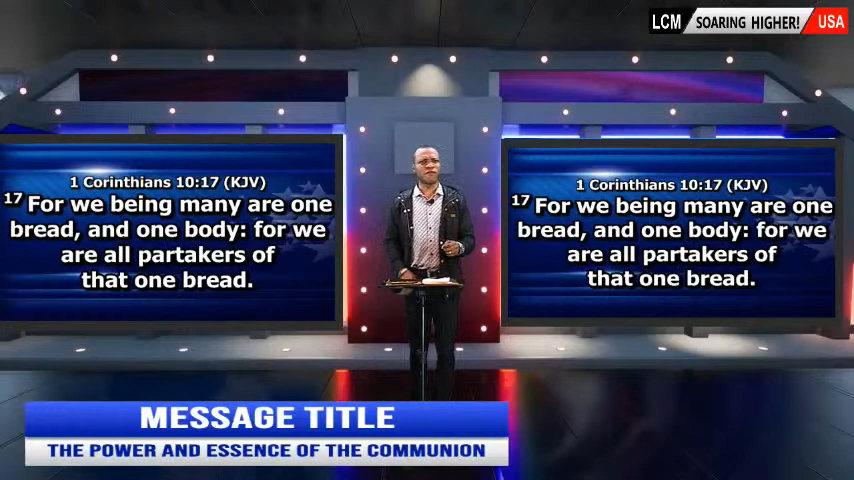 LCM SOARING HIGHER! USA
1 Corinthians 10:17 (KJV)
17 For we being many are one
bread, and one body: for we
are all partakers of
that one bread.
1 Corinthians 10:17 (KJV)
17 For we being many are one
bread, and one body: for we
are all partakers of
that one bread.
MESSAGE TITLE
THE POWER AND ESSENCE OF THE COMMUNION